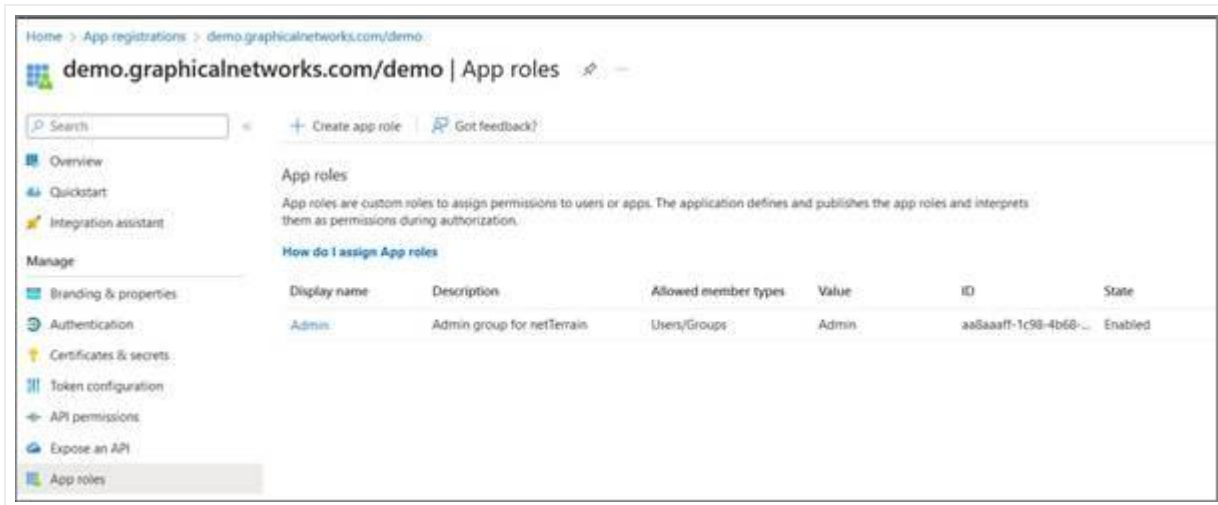 Home > App registrations > demo.graphicalnetworks.com/demo
demo.graphicalnetworks.com/demo | App roles
Search
+ Create app role
Got feedback?
Overview
Quickstart
Integration assistant
Manage
Branding & properties
Authentication
Certificates & secrets
Token configuration
API permissions
Expose an API
App roles
App roles
App roles are custom roles to assign permissions to users or apps. The application defines and publishes the app roles and interprets
them as permissions during authorization.
How do I assign App roles
Display name Description Allowed member types Value ID State
Admin Admin group for netTerrain Users/Groups Admin aa8aaaff-1c98-4b68-... Enabled